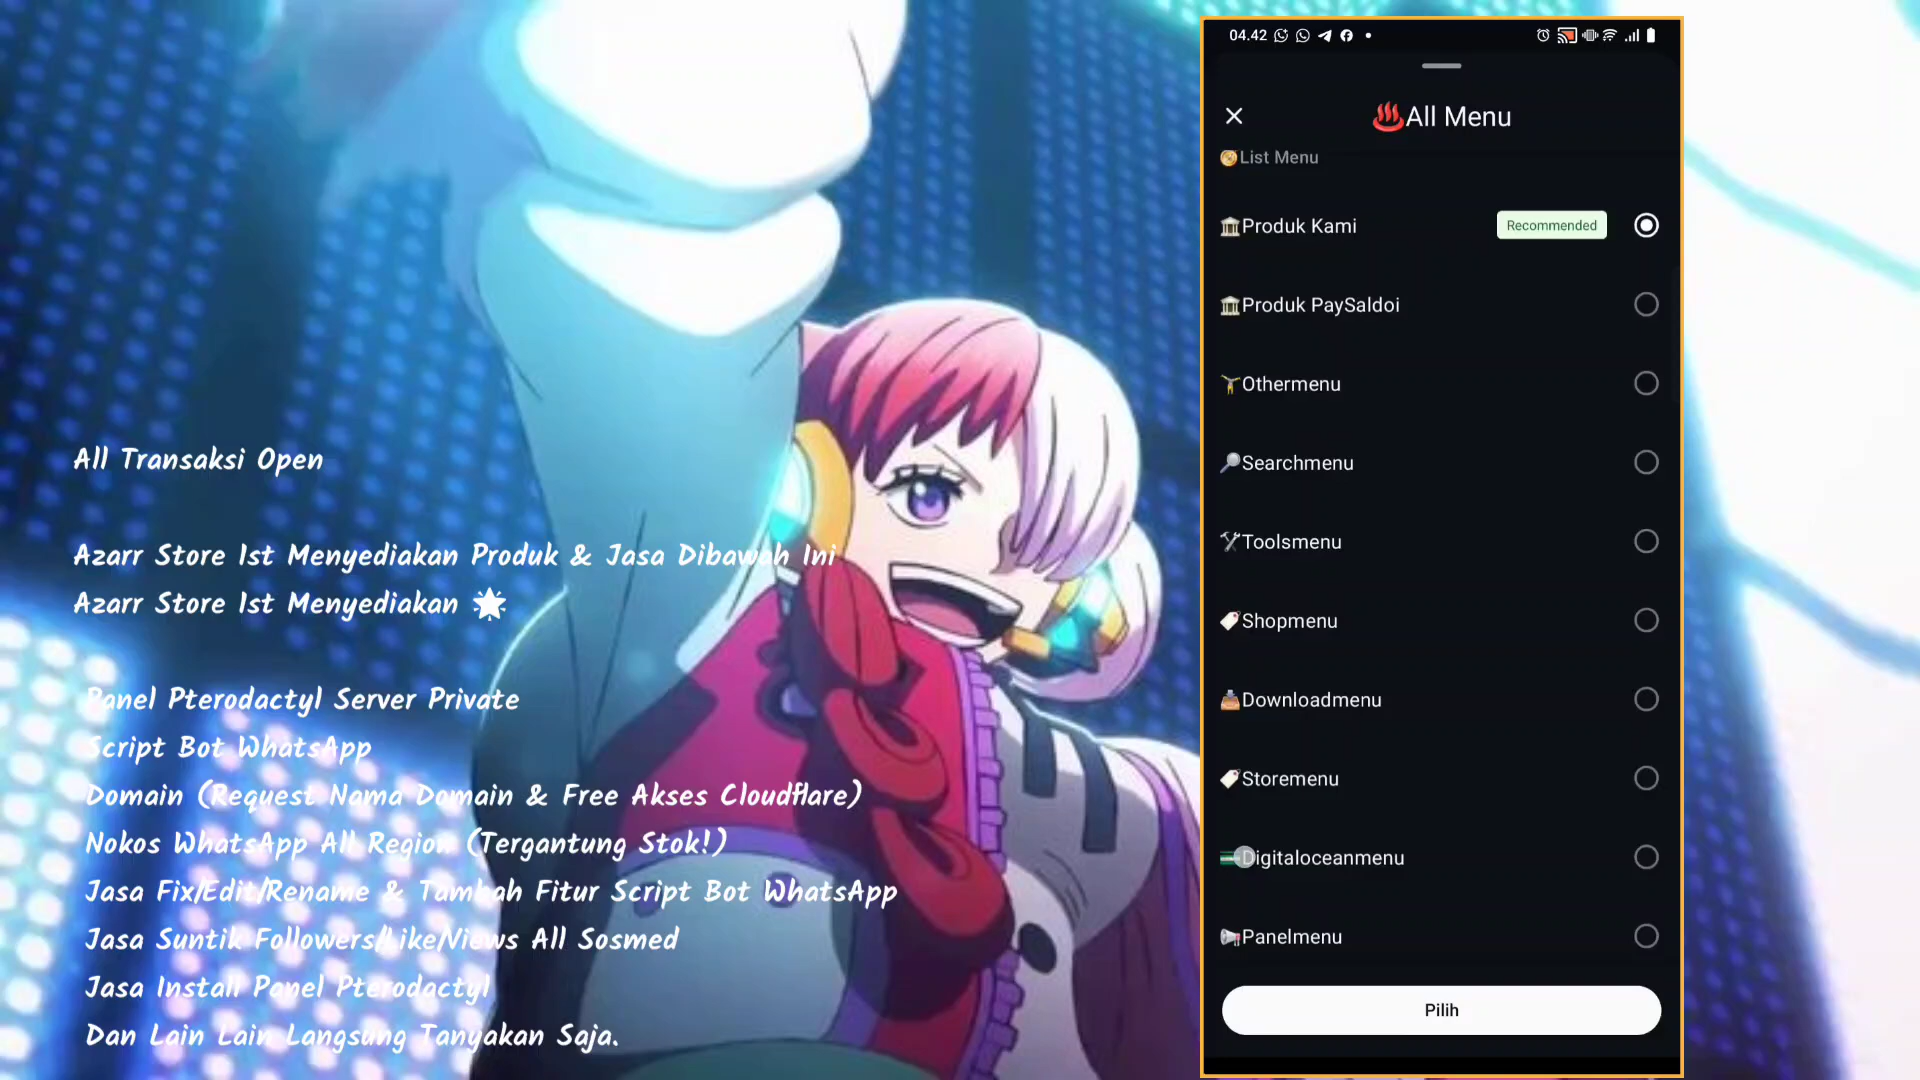 All Transaksi Open
Azarr Store 1st Menyediakan Produk & Jasa Dibawah Ini
Azarr Store 1st Menyediakan 🌟
Panel Pterodactyl Server Private
Script Bot WhatsApp
Domain (Request Nama Domain & Free Akses Cloudflare)
Nokos WhatsApp All Region (Tergantung Stok!)
Jasa Fix/Edit/Rename & Tambah Fitur Script Bot WhatsApp
Jasa Suntik Followers/Like/Views All Sosmed
Jasa Install Panel Pterodactyl
Dan Lain Lain Langsung Tanyakan Saja.
04.42
♨️All Menu
List Menu
🏛️Produk Kami Recommended
🏛️Produk PaySaldoi
Othermenu
🔎Searchmenu
🛠️Toolsmenu
🏷️Shopmenu
📥Downloadmenu
🏷️Storemenu
Digitaloceanmenu
📢Panelmenu
Pilih